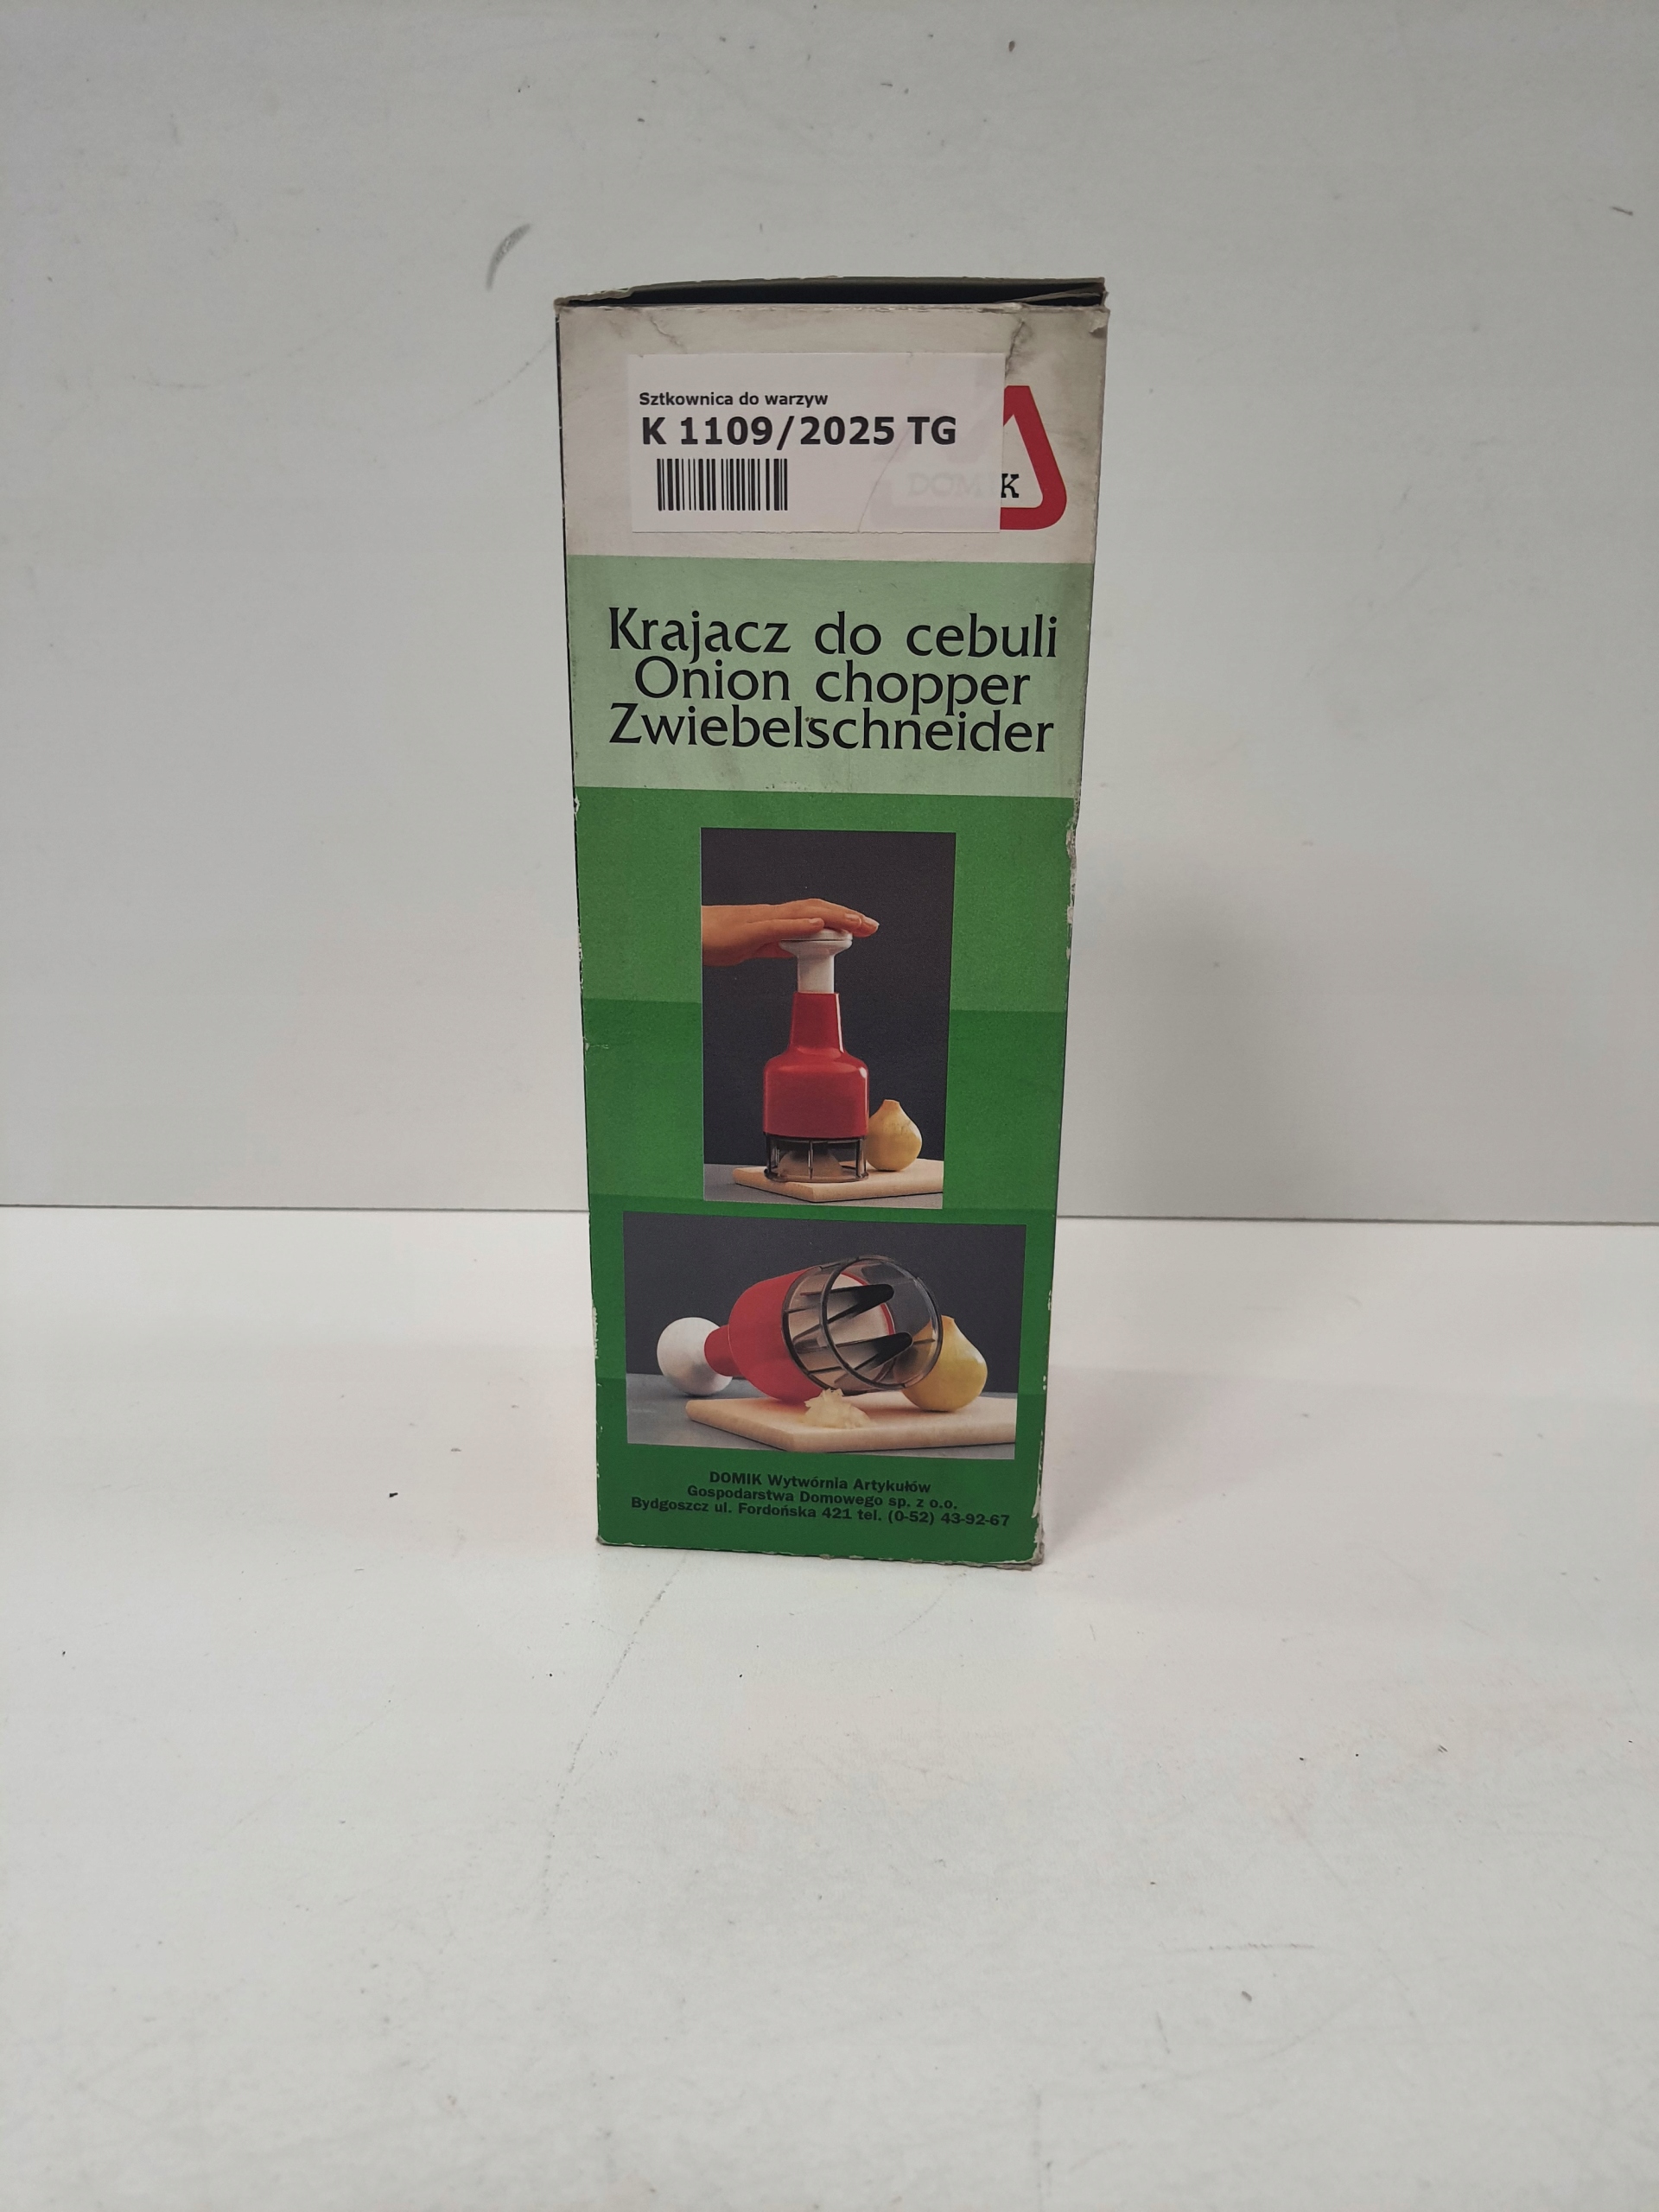 Sztkownica do warzyw
K 1109/2025 TG
DOMIK
Krajacz do cebuli
Onion chopper
Zwiebelschneider
DOMIK Wytwórnia Artykułów
Gospodarstwa Domowego sp. z o.o.
Bydgoszcz ul. Fordońska 421 tel. (0-52) 43-92-67